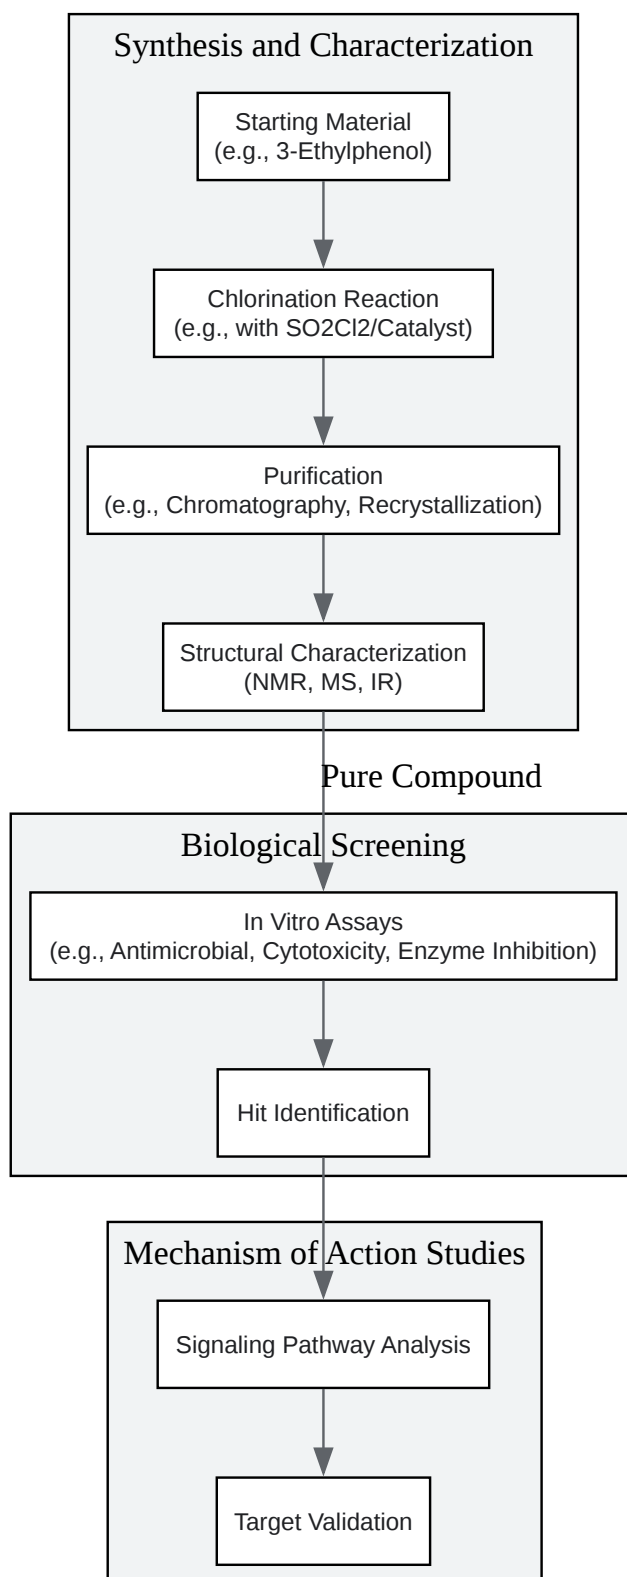 Synthesis and Characterization
Starting Material
(e.g., 3-Ethylphenol)
Chlorination Reaction
(e.g., with SO2Cl2/Catalyst)
Purification
(e.g., Chromatography, Recrystallization)
Structural Characterization
(NMR, MS, IR)
Pure Compound
Biological Screening
In Vitro Assays
(e.g., Antimicrobial, Cytotoxicity, Enzyme Inhibition)
Hit Identification
Mechanism of Action Studies
Signaling Pathway Analysis
Target Validation